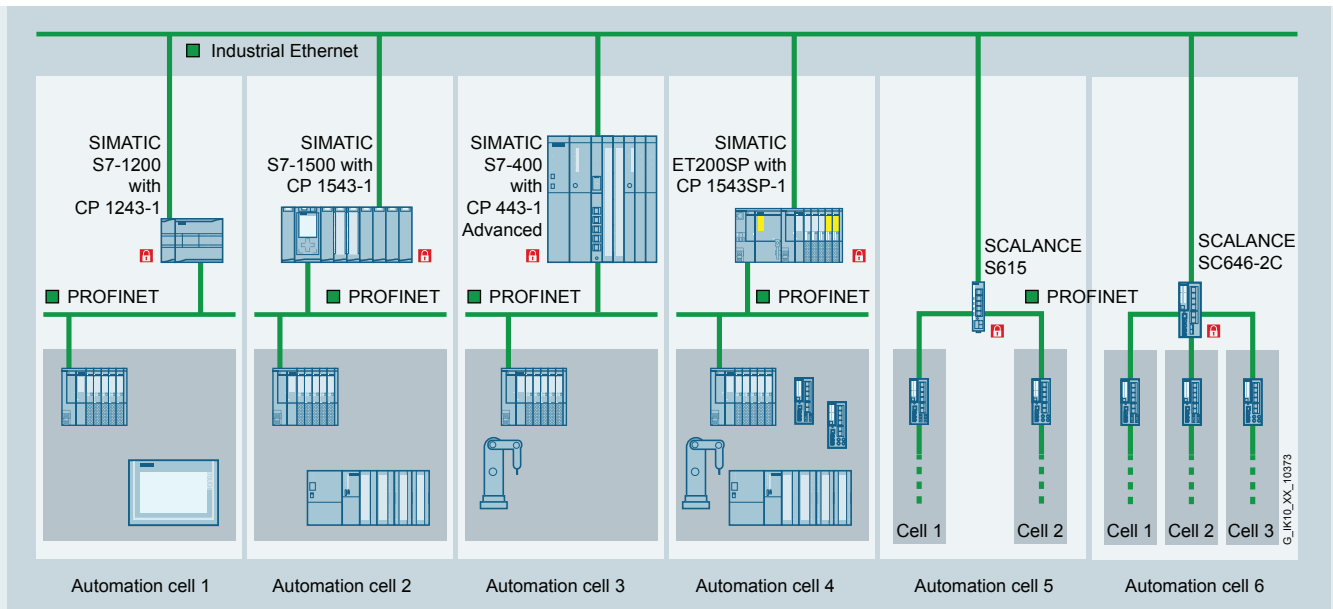 Industrial Ethernet
SIMATIC
S7-1200
with
CP 1243-1
SIMATIC
S7-1500 with
CP 1543-1
SIMATIC
S7-400
with
CP 443-1
Advanced
SIMATIC
ET200SP with
CP 1543SP-1
SCALANCE
S615
SCALANCE
SC646-2C
PROFINET
PROFINET
PROFINET
PROFINET
PROFINET
Cell 1
Cell 2
Cell 1
Cell 2
Cell 3
G_IK10_XX_10373
Automation cell 1
Automation cell 2
Automation cell 3
Automation cell 4
Automation cell 5
Automation cell 6